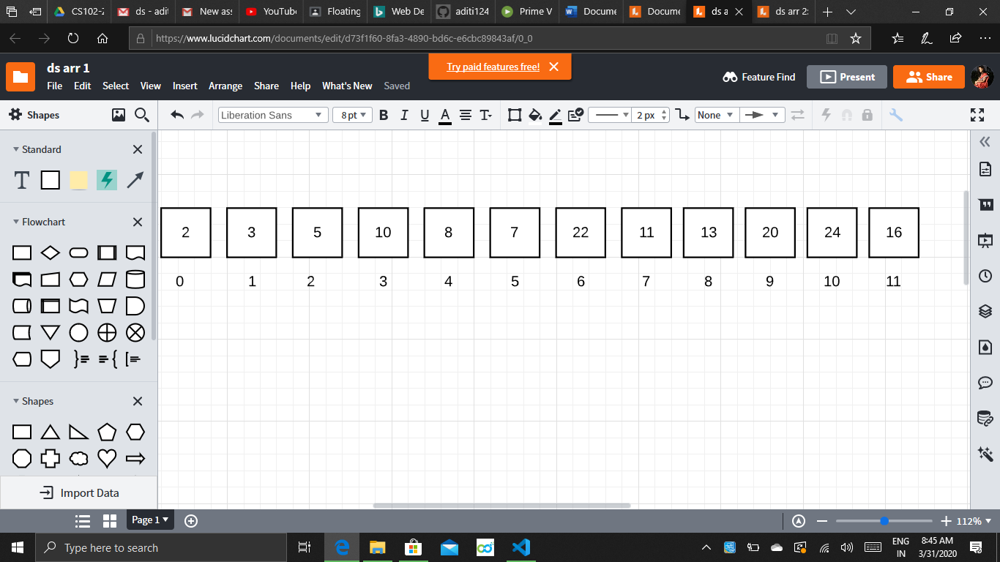 CS102-2
ds - adit
New ass
YouTube
Floating
Web De
aditi124
Prime V
Docume
Docume
ds a
ds arr 2
https://www.lucidchart.com/documents/edit/d73f1f60-8fa3-4890-bd6c-e6cbc89843af/0_0
ds arr 1
Try paid features free!
File Edit Select View Insert Arrange Share Help What's New Saved
Feature Find
Present
Share
Shapes
Liberation Sans
8 pt
B I U A T
2 px
None
Standard
T
Flowchart
Shapes
Import Data
2 3 5 10 8 7 22 11 13 20 24 16
0 1 2 3 4 5 6 7 8 9 10 11
Page 1
112%
Type here to search
ENG
IN
8:45 AM
3/31/2020